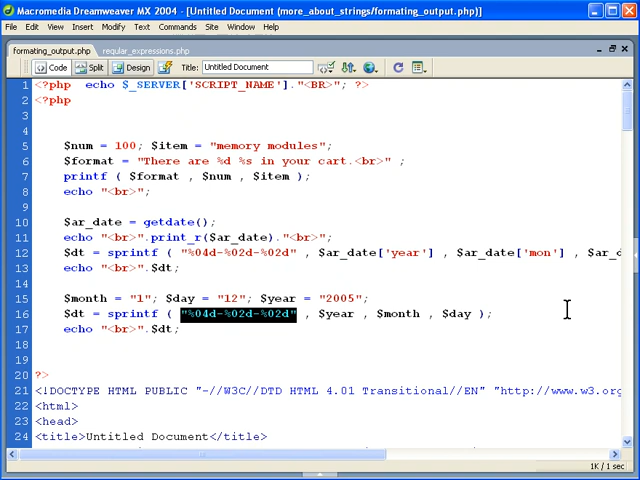 Macromedia Dreamweaver MX 2004 - [Untitled Document (more_about_strings/formating_output.php)]
File Edit View Insert Modify Text Commands Site Window Help
formating_output.php reqular_expressions.php
Code Split Design Title: Untitled Document
1 <?php echo $_SERVER['SCRIPT_NAME']."<BR>"; ?>
2 <?php
3
4
5 $num = 100; $item = "memory modules";
6 $format = "There are %d %s in your cart.<br>" ;
7 printf ( $format , $num , $item );
8 echo "<br>";
9
10 $ar_date = getdate();
11 echo "<br>".print_r($ar_date)."<br>";
12 $dt = sprintf ( "%04d-%02d-%02d" , $ar_date['year'] , $ar_date['mon'] , $ar_d
13 echo "<br>".$dt;
14
15 $month = "1"; $day = "12"; $year = "2005";
16 $dt = sprintf ( "%04d-%02d-%02d" , $year , $month , $day );
17 echo "<br>".$dt;
18
19
20 ?>
21 <!DOCTYPE HTML PUBLIC "-//W3C//DTD HTML 4.01 Transitional//EN" "http://www.w3.org
22 <html>
23 <head>
24 <title>Untitled Document</title>
1K / 1 sec